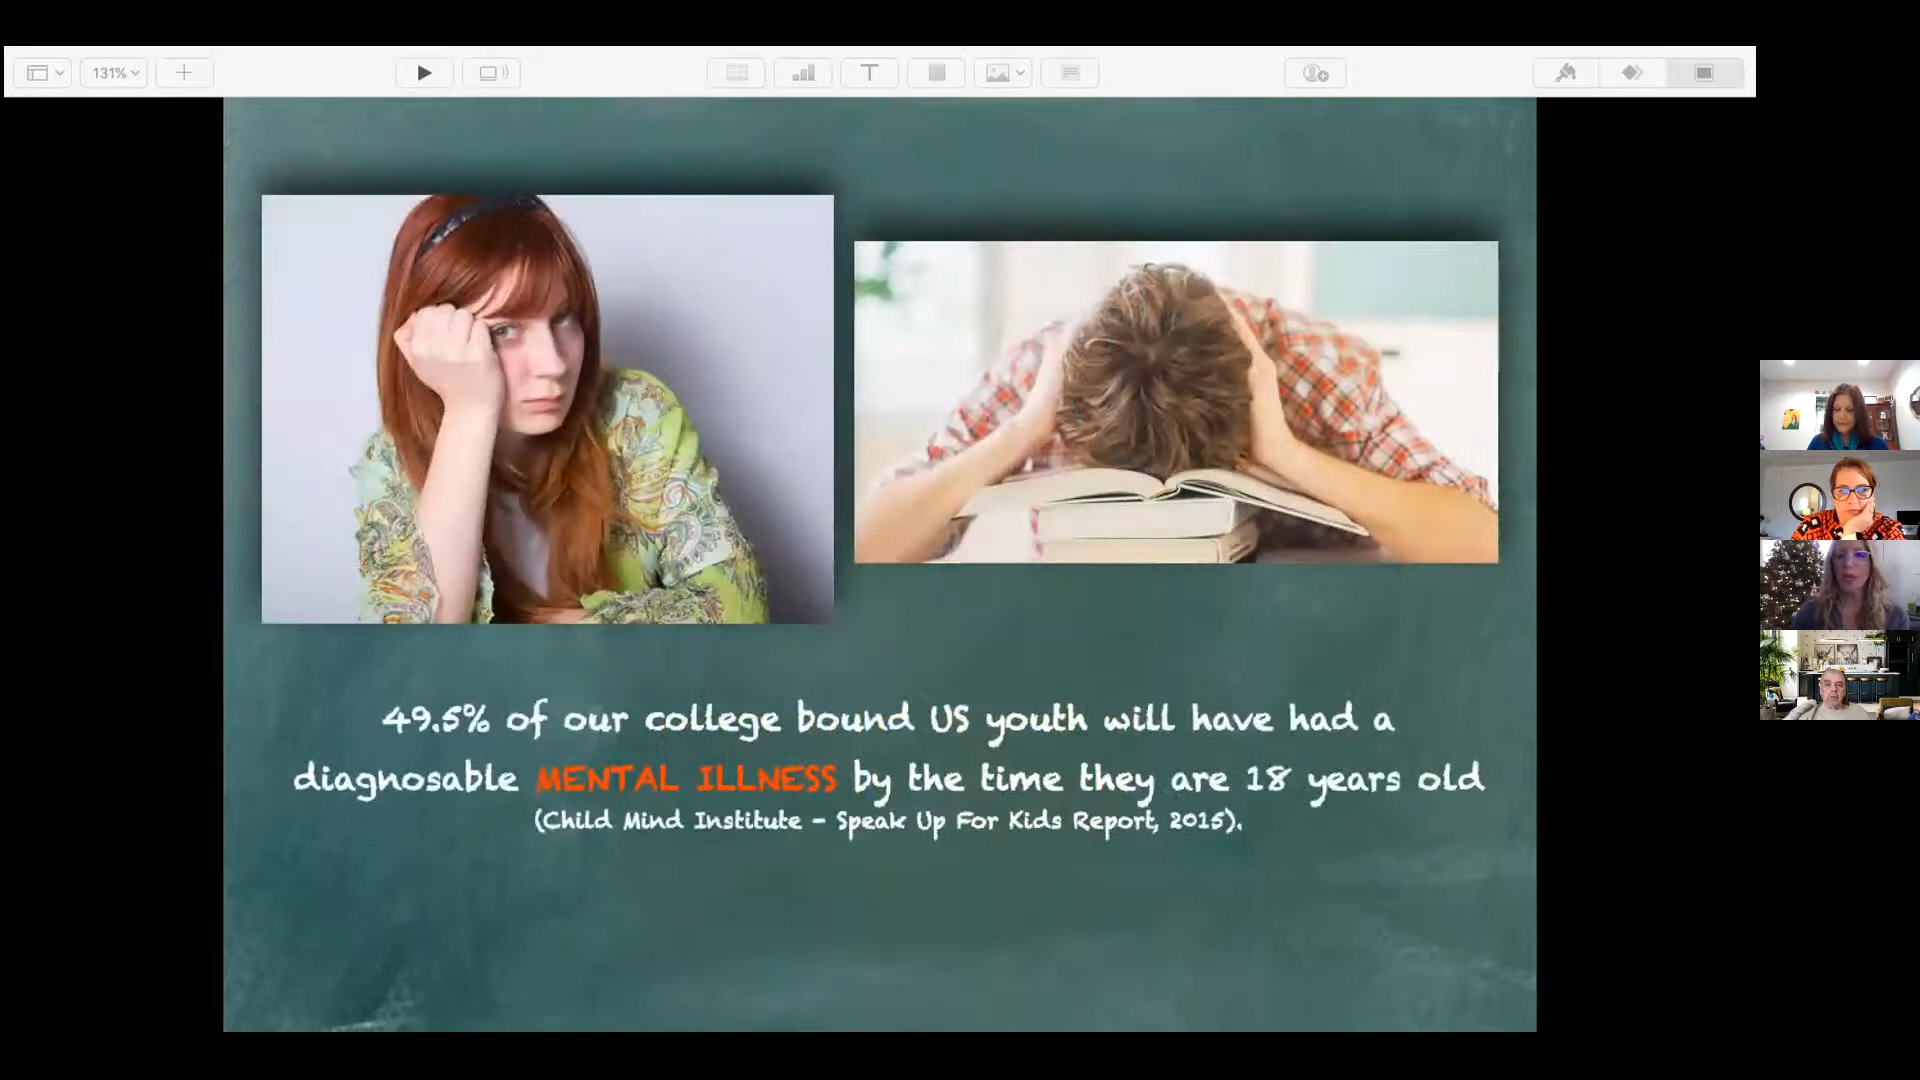 131%
49.5% of our college bound US youth will have had a
diagnosable MENTAL ILLNESS by the time they are 18 years old
(Child Mind Institute - Speak Up For Kids Report, 2015).